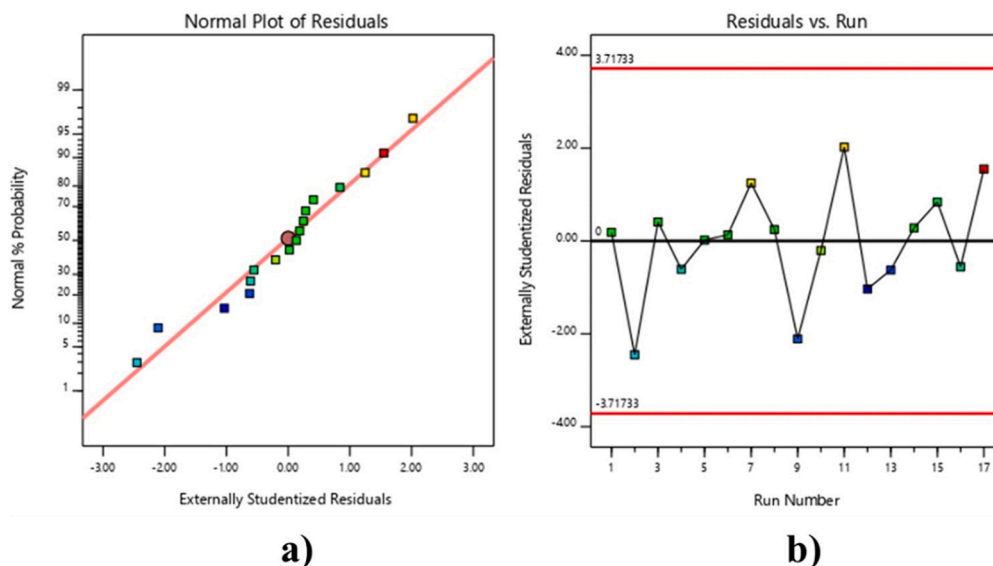 Normal Plot of Residuals
Normal % Probability
99
95
90
80
70
50
30
20
10
5
1
-3.00 -2.00 -1.00 0.00 1.00 2.00 3.00
Externally Studentized Residuals
a)
Residuals vs. Run
Externally Studentized Residuals
4.00
3.71733
2.00
0
0.00
-200
-3.71733
-400
1 3 5 7 9 11 13 15 17
Run Number
b)